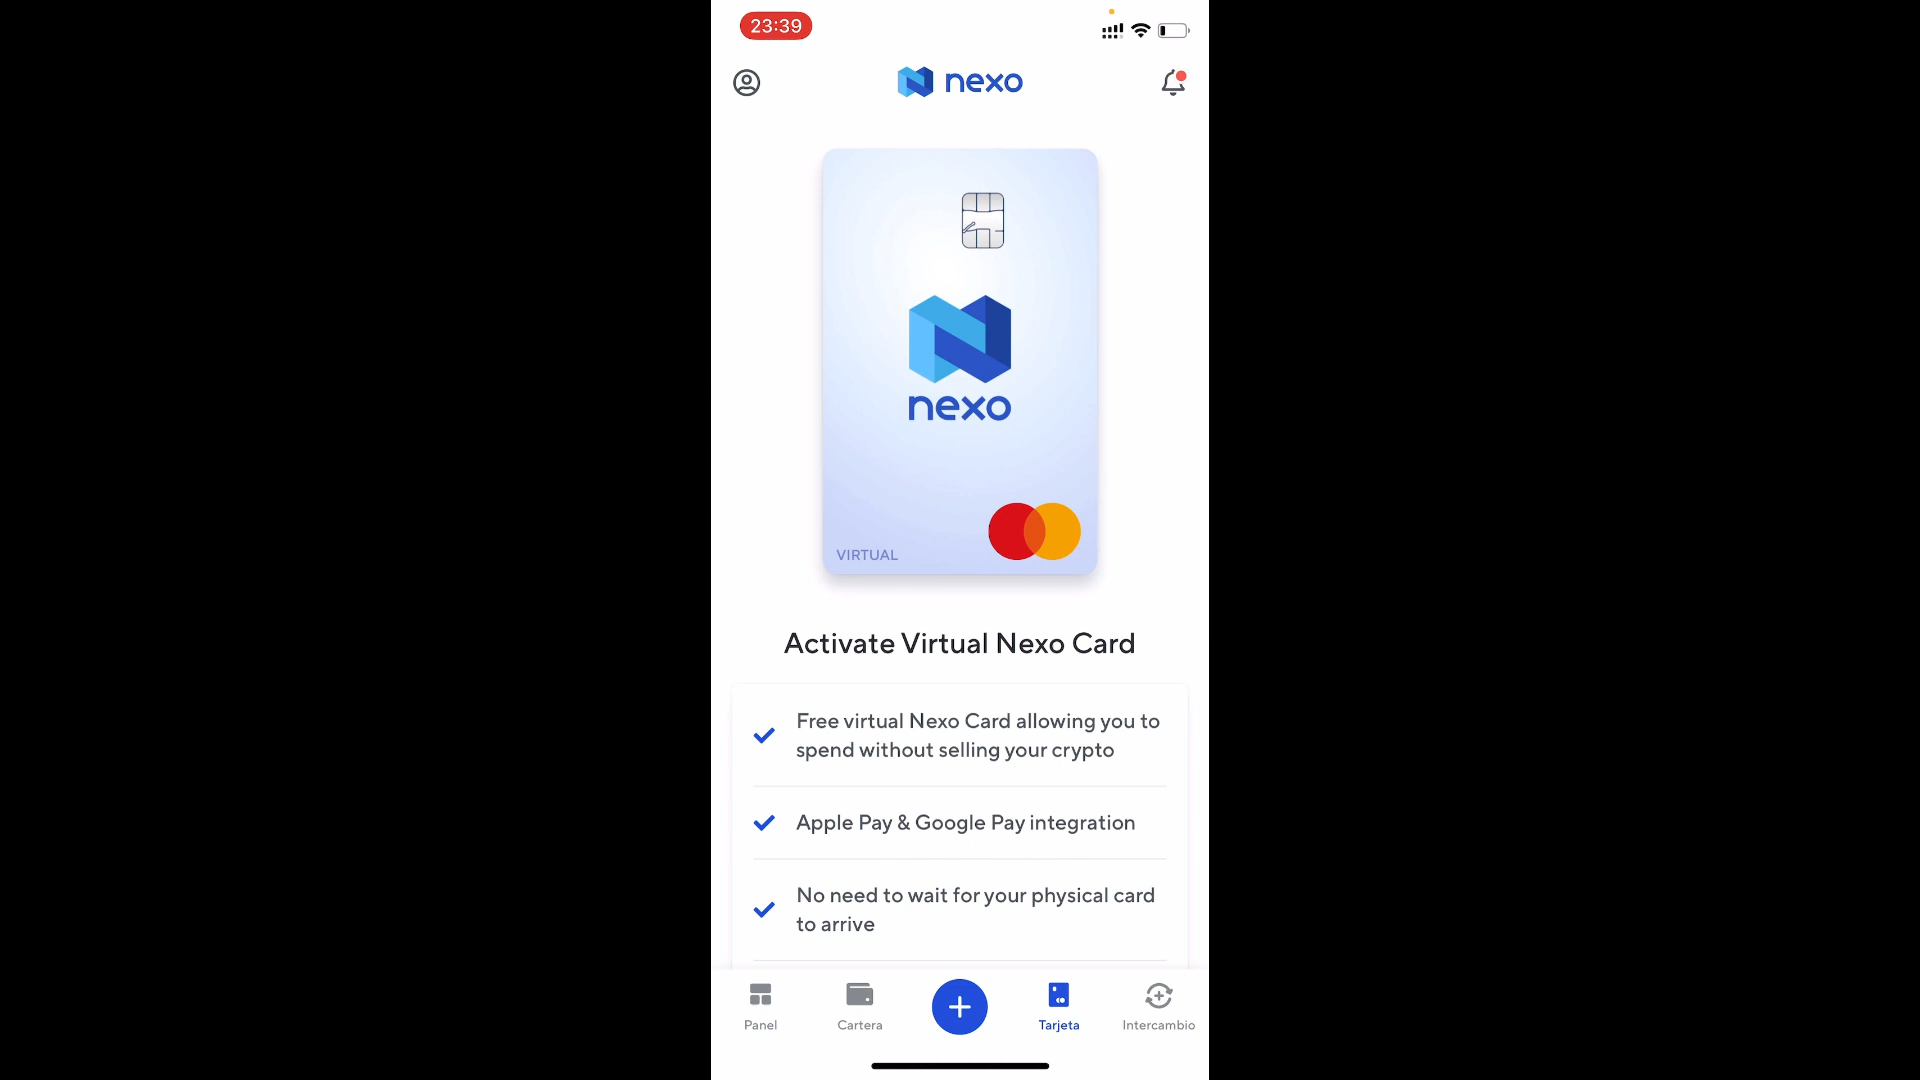 23:39
nexo
nexo
VIRTUAL
Activate Virtual Nexo Card
Free virtual Nexo Card allowing you to
spend without selling your crypto
Apple Pay & Google Pay integration
No need to wait for your physical card
to arrive
Panel
Cartera
Tarjeta
Intercambio